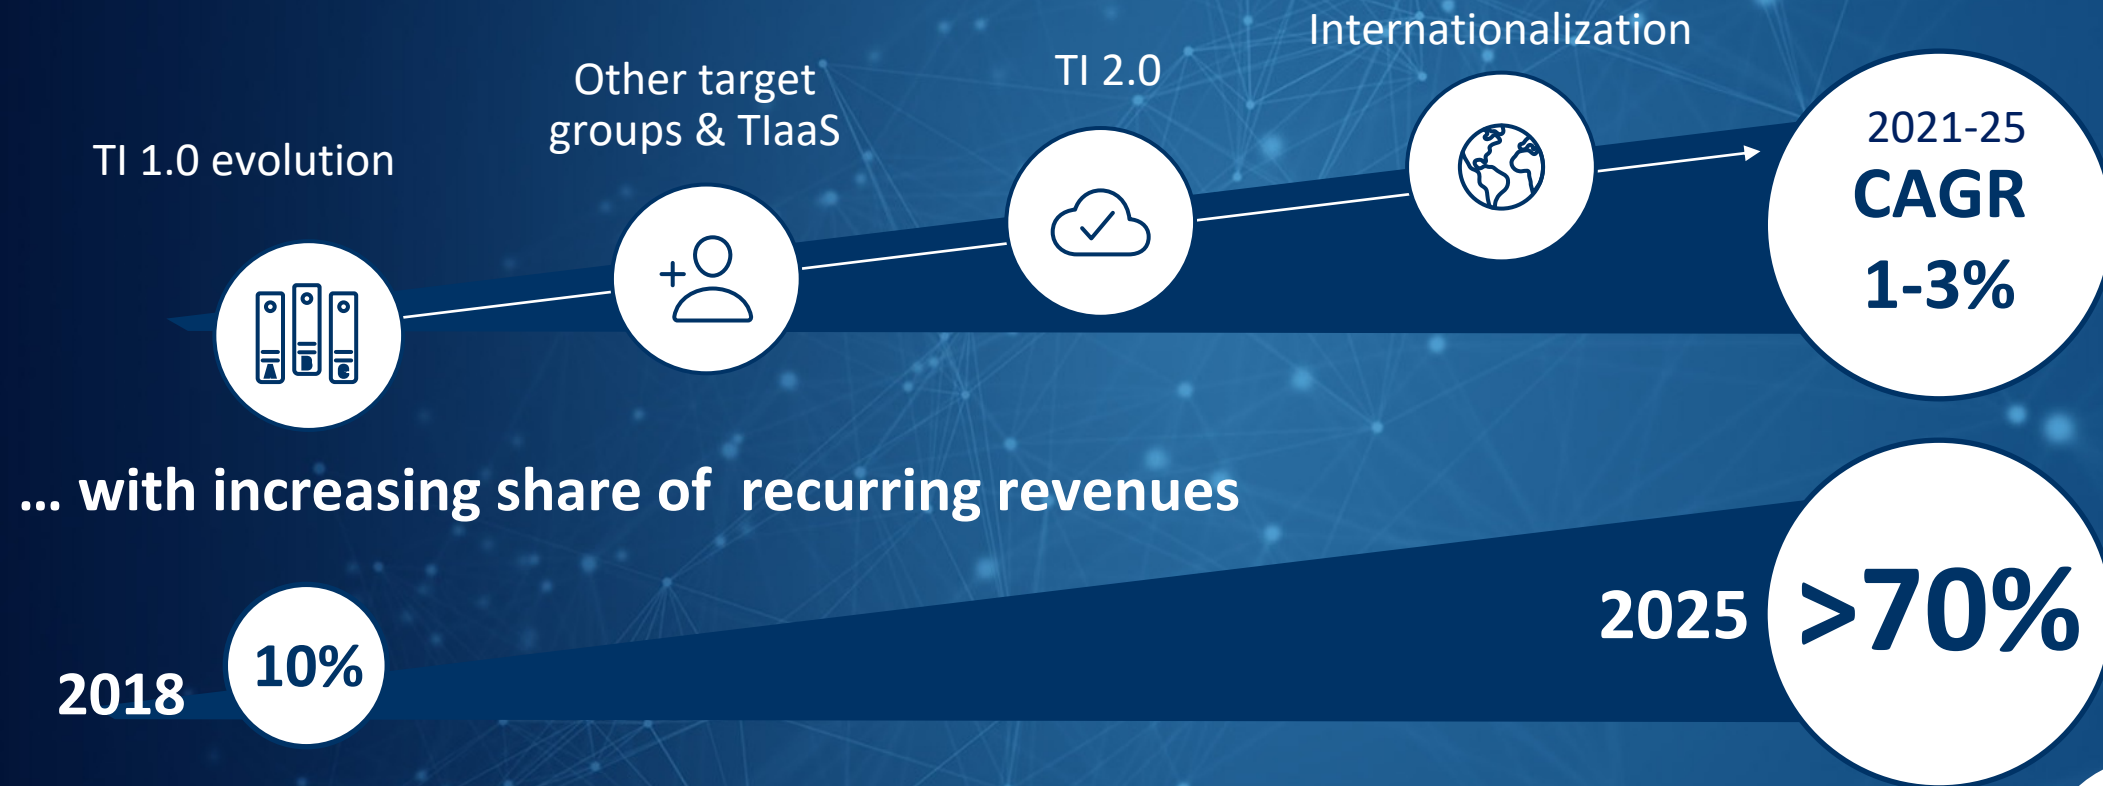 Internationalization
TI 2.0
Other target
groups & TIaaS
TI 1.0 evolution
2021-25
CAGR
1-3%
A B C
... with increasing share of recurring revenues
2025 >70%
2018 10%